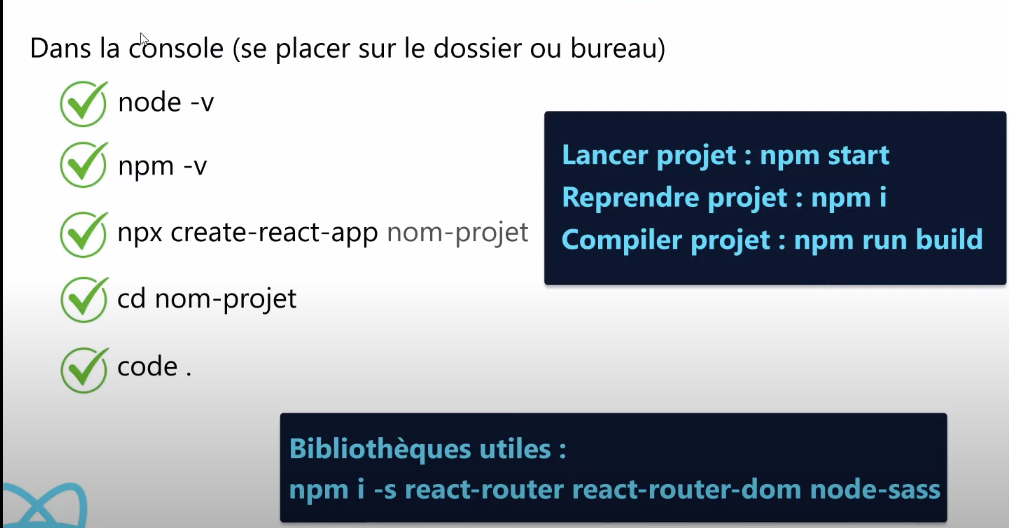 Dans la console (se placer sur le dossier ou bureau)
node -v
npm -v
npx create-react-app nom-projet
cd nom-projet
code .
Lancer projet : npm start
Reprendre projet : npm i
Compiler projet : npm run build
Bibliothèques utiles :
npm i -s react-router react-router-dom node-sass